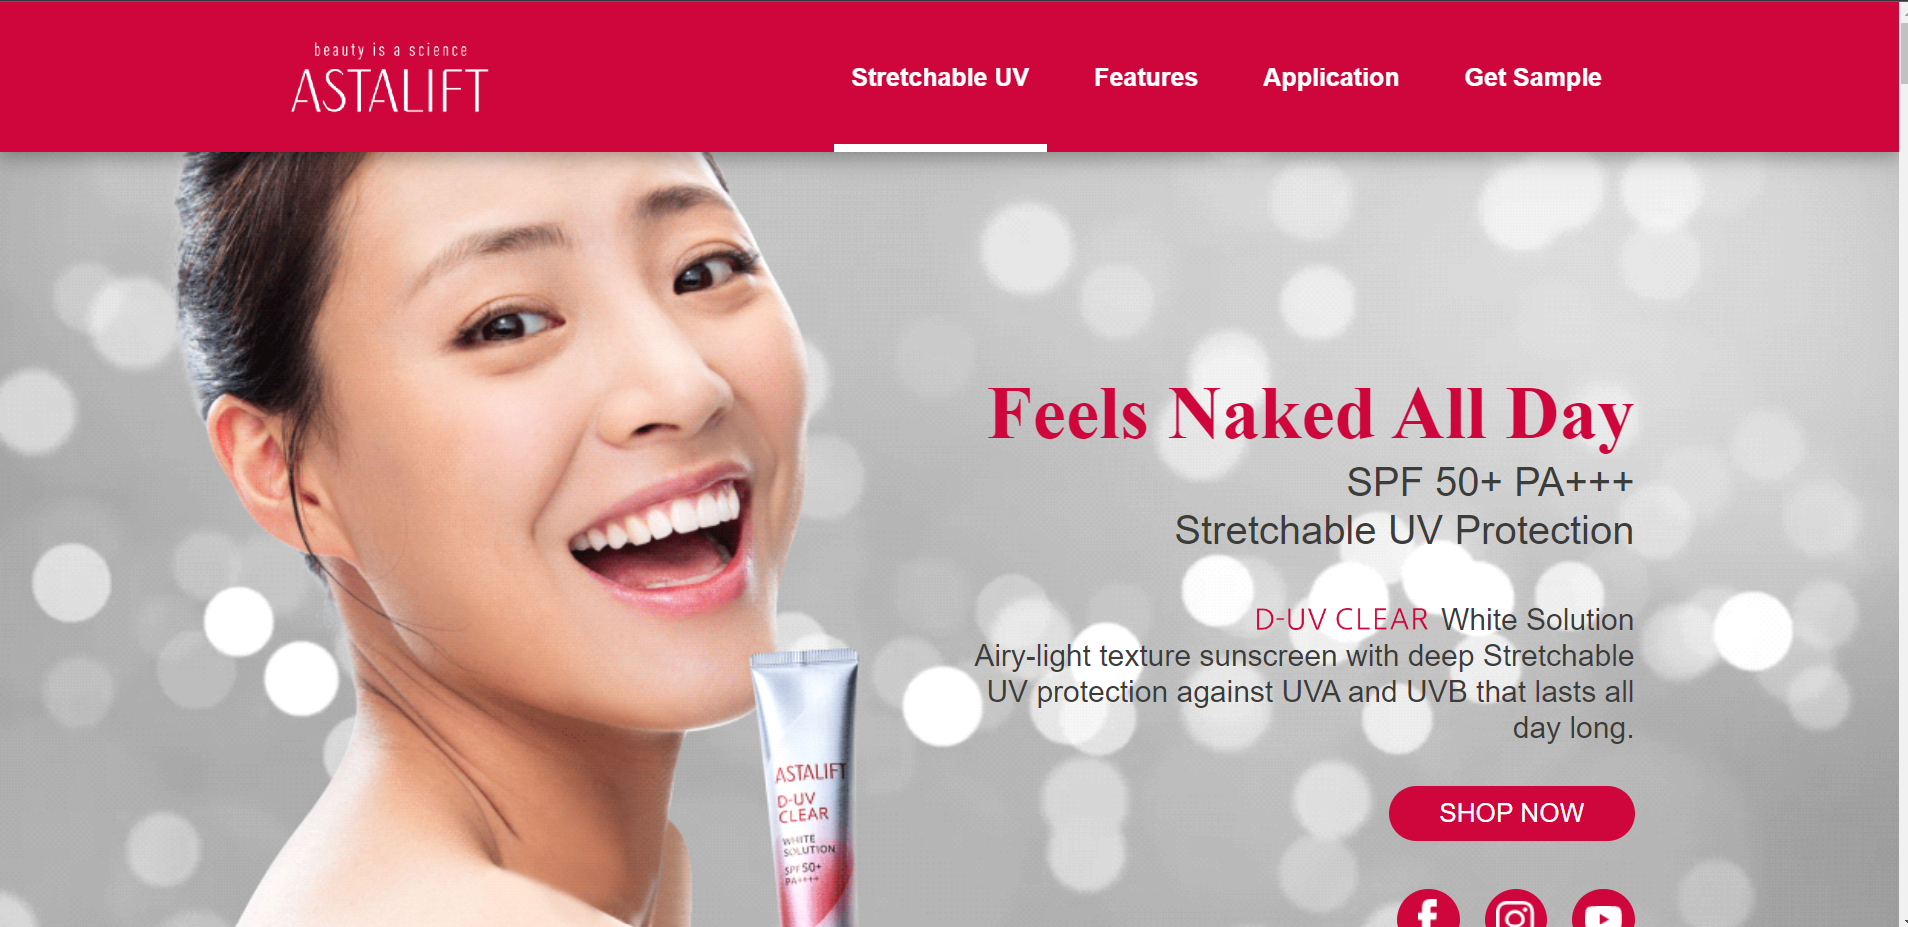 beauty is a science
ASTALIFT
Stretchable UV
Features
Application
Get Sample
Feels Naked All Day
SPF 50+ PA+++
Stretchable UV Protection
D-UV CLEAR White Solution
Airy-light texture sunscreen with deep Stretchable
UV protection against UVA and UVB that lasts all
day long.
SHOP NOW
ASTALIFT
D-UV
CLEAR
WHITE
SOLUTION
SPF 50+
PA++++